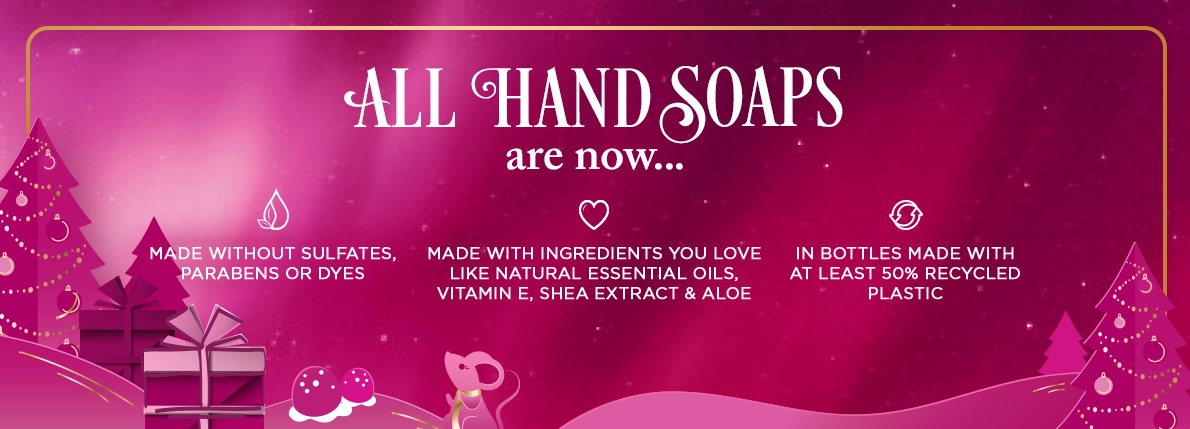 ALL HAND SOAPS
are now...
MADE WITHOUT SULFATES,
PARABENS OR DYES
MADE WITH INGREDIENTS YOU LOVE
LIKE NATURAL ESSENTIAL OILS,
VITAMIN E, SHEA EXTRACT & ALOE
IN BOTTLES MADE WITH
AT LEAST 50% RECYCLED
PLASTIC